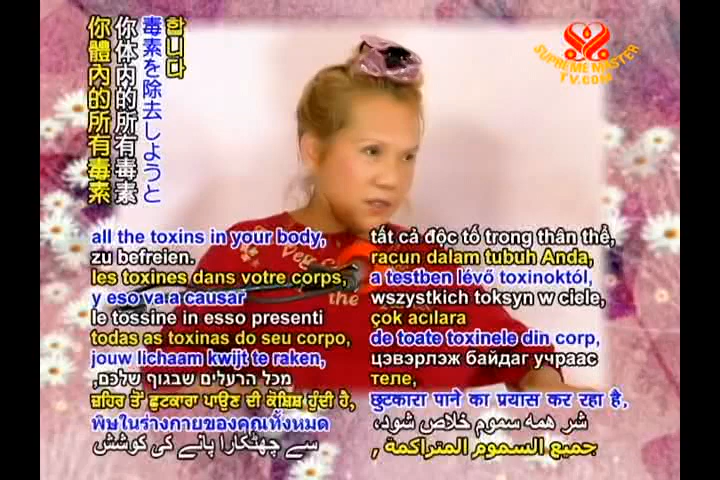 합니다
毒素を除去しようと
你体内的所有毒素
你體內的所有毒素
SUPREME MASTER
TV.COM
all the toxins in your body,
zu befreien.
les toxines dans votre corps,
y eso va a causar
le tossine in esso presenti
todas as toxinas do seu corpo,
jouw lichaam kwijt te raken,
מכל הרעלים שבגוף שלכם,
ਜ਼ਹਿਰ ਤੋਂ ਛੁਟਕਾਰਾ ਪਾਉਣ ਦੀ ਕੋਸ਼ਿਸ਼ ਹੁੰਦੀ ਹੈ,
พิษในร่างกายของคุณทั้งหมด
سے چھٹکارا پانے کی کوشش
tất cả độc tố trong thân thể,
racun dalam tubuh Anda,
a testben lévő toxinoktól,
wszystkich toksyn w ciele,
çok acılara
de toate toxinele din corp,
цэвэрлэж байдаг учраас
теле,
छुटकारा पाने का प्रयास कर रहा है,
شر همه سموم خلاص شود،
جميع السموم المتراكمة ,
Veg
the